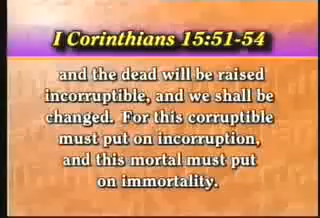 I Corinthians 15:51-54
and the dead will be raised
incorruptible, and we shall be
changed. For this corruptible
must put on incorruption,
and this mortal must put
on immortality.